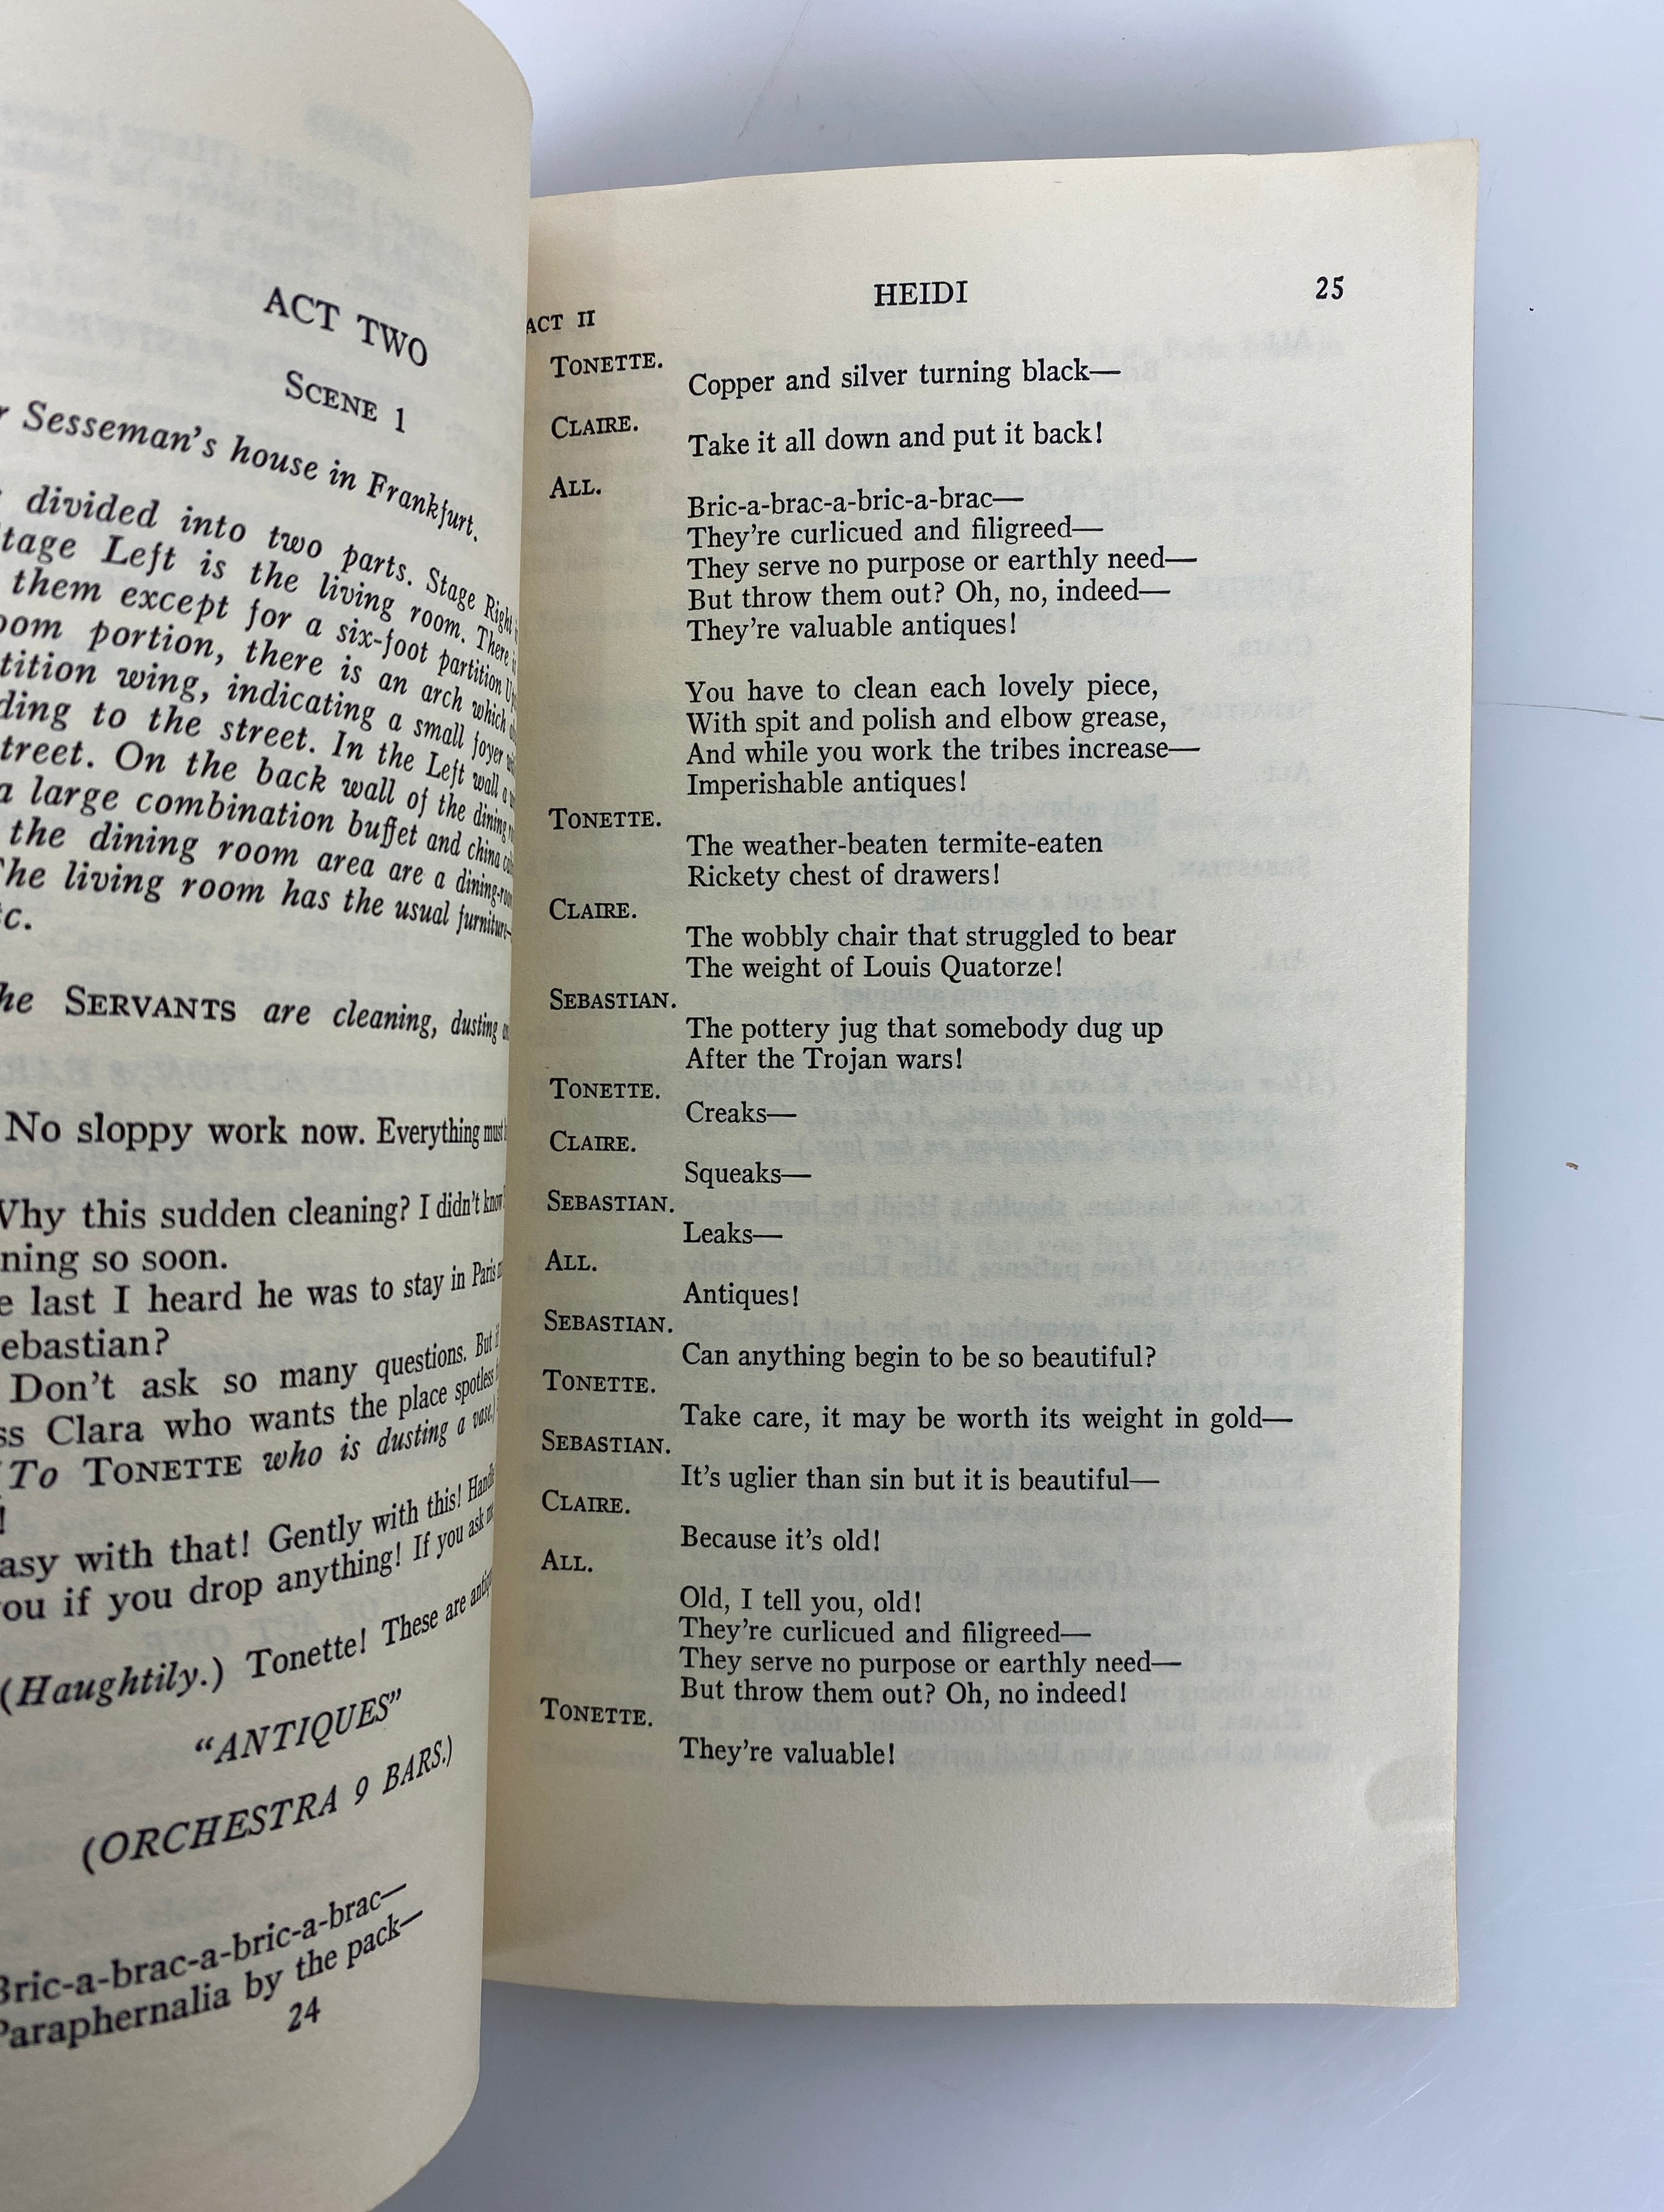 ACT TWO
SCENE 1
Sesseman's house in Frankfurt.
divided into two parts. Stage Right
Left is the living room. There
them except for a six-foot partition
portion, there is an arch which
wing, indicating a small foyer
to the street. In the Left wall a
On the back wall of the dining
a large combination buffet and china
the dining room area are a dining-room
The living room has the usual furniture—
SERVANTS are cleaning, dusting
No sloppy work now. Everything must
Why this sudden cleaning? I didn't know
so soon.
last I heard he was to stay in Paris
Sebastian?
Don't ask so many questions. But
Clara who wants the place spotless
(To TONETTE who is dusting a vase.)
!
with that! Gently with this! Handle
you if you drop anything! If you ask
(Haughtily.) Tonette! These are
"ANTIQUES"
(ORCHESTRA 9 BARS.)
Bric-a-brac-a-bric-a-brac—
Paraphernalia by the pack—
24
ACT II HEIDI 25
TONETTE.
Copper and silver turning black—
CLAIRE.
Take it all down and put it back!
ALL.
Bric-a-brac-a-bric-a-brac—
They're curlicued and filigreed—
They serve no purpose or earthly need—
But throw them out? Oh, no, indeed—
They're valuable antiques!
You have to clean each lovely piece,
With spit and polish and elbow grease,
And while you work the tribes increase—
Imperishable antiques!
TONETTE.
The weather-beaten termite-eaten
Rickety chest of drawers!
CLAIRE.
The wobbly chair that struggled to bear
The weight of Louis Quatorze!
SEBASTIAN.
The pottery jug that somebody dug up
After the Trojan wars!
TONETTE.
Creaks—
CLAIRE.
Squeaks—
SEBASTIAN.
Leaks—
ALL.
Antiques!
SEBASTIAN.
Can anything begin to be so beautiful?
TONETTE.
Take care, it may be worth its weight in gold—
SEBASTIAN.
It's uglier than sin but it is beautiful—
CLAIRE.
Because it's old!
ALL.
Old, I tell you, old!
They're curlicued and filigreed—
They serve no purpose or earthly need—
But throw them out? Oh, no indeed!
TONETTE.
They're valuable!